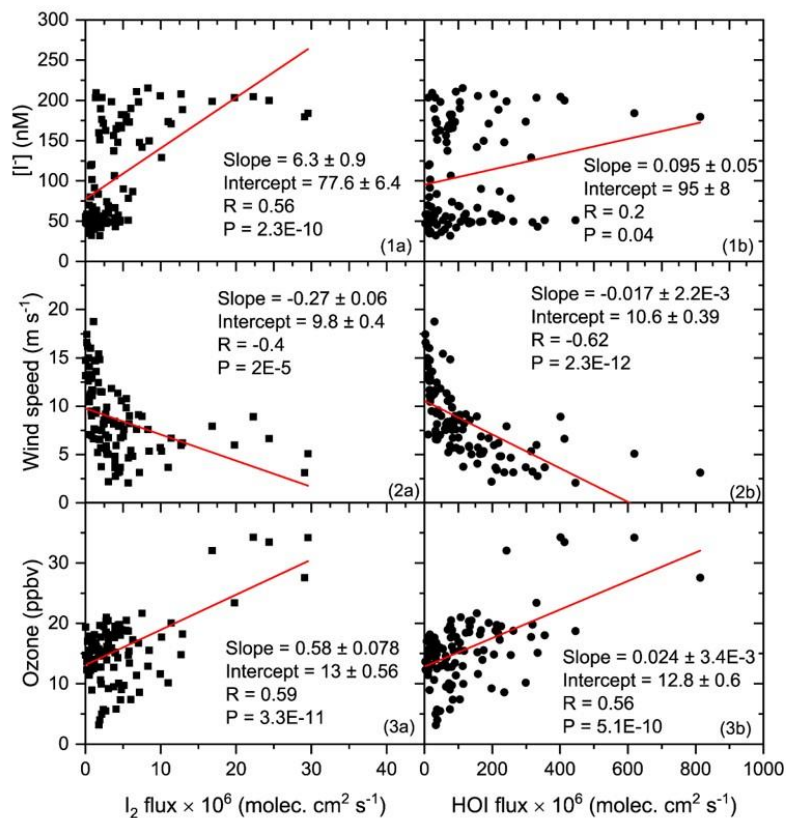 300
250
200
150
100
50
0
[I⁻] (nM)
Slope = 6.3 ± 0.9
Intercept = 77.6 ± 6.4
R = 0.56
P = 2.3E-10
(1a)
Slope = 0.095 ± 0.05
Intercept = 95 ± 8
R = 0.2
P = 0.04
(1b)
20
15
10
5
0
Wind speed (m s⁻¹)
Slope = -0.27 ± 0.06
Intercept = 9.8 ± 0.4
R = -0.4
P = 2E-5
(2a)
Slope = -0.017 ± 2.2E-3
Intercept = 10.6 ± 0.39
R = -0.62
P = 2.3E-12
(2b)
30
20
10
0
Ozone (ppbv)
Slope = 0.58 ± 0.078
Intercept = 13 ± 0.56
R = 0.59
P = 3.3E-11
(3a)
Slope = 0.024 ± 3.4E-3
Intercept = 12.8 ± 0.6
R = 0.56
P = 5.1E-10
(3b)
0 10 20 30 40 0 200 400 600 800 1000
I₂ flux × 10⁶ (molec. cm² s⁻¹)
HOI flux × 10⁶ (molec. cm² s⁻¹)